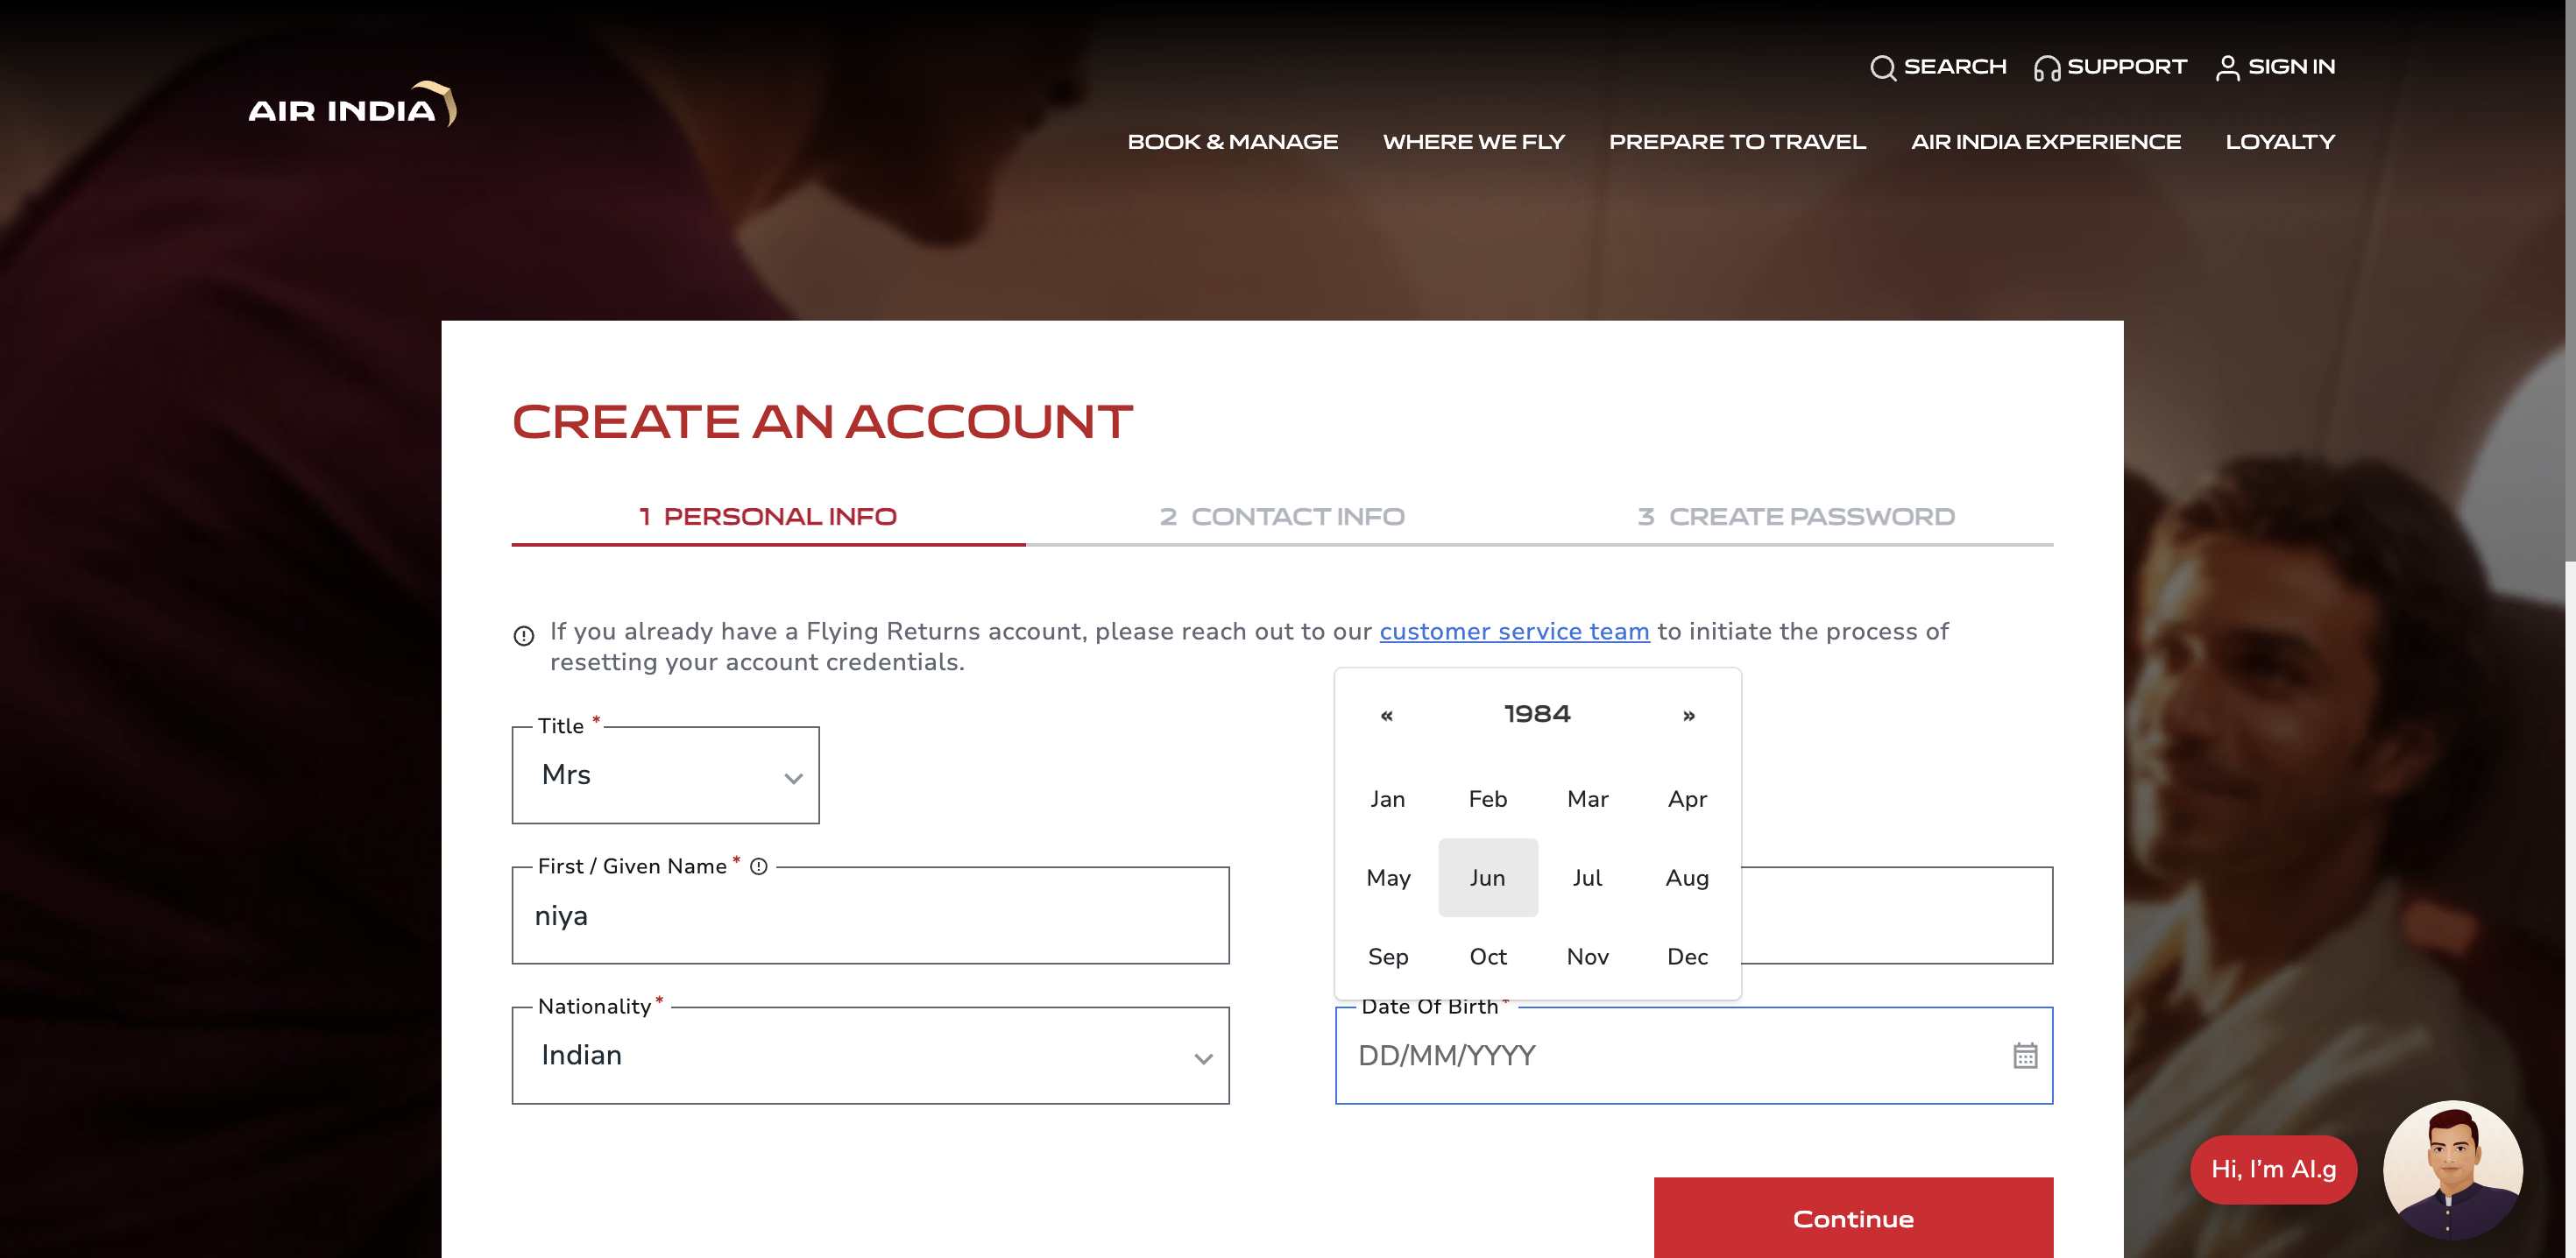 AIR INDIA
SEARCH SUPPORT SIGN IN
BOOK & MANAGE WHERE WE FLY PREPARE TO TRAVEL AIR INDIA EXPERIENCE LOYALTY
CREATE AN ACCOUNT
1 PERSONAL INFO 2 CONTACT INFO 3 CREATE PASSWORD
If you already have a Flying Returns account, please reach out to our customer service team to initiate the process of
resetting your account credentials.
Title *
Mrs
« 1984 »
Jan Feb Mar Apr
May Jun Jul Aug
Sep Oct Nov Dec
First / Given Name *
niya
Nationality *
Indian
Date Of Birth *
DD/MM/YYYY
Continue
Hi, I'm AI.g